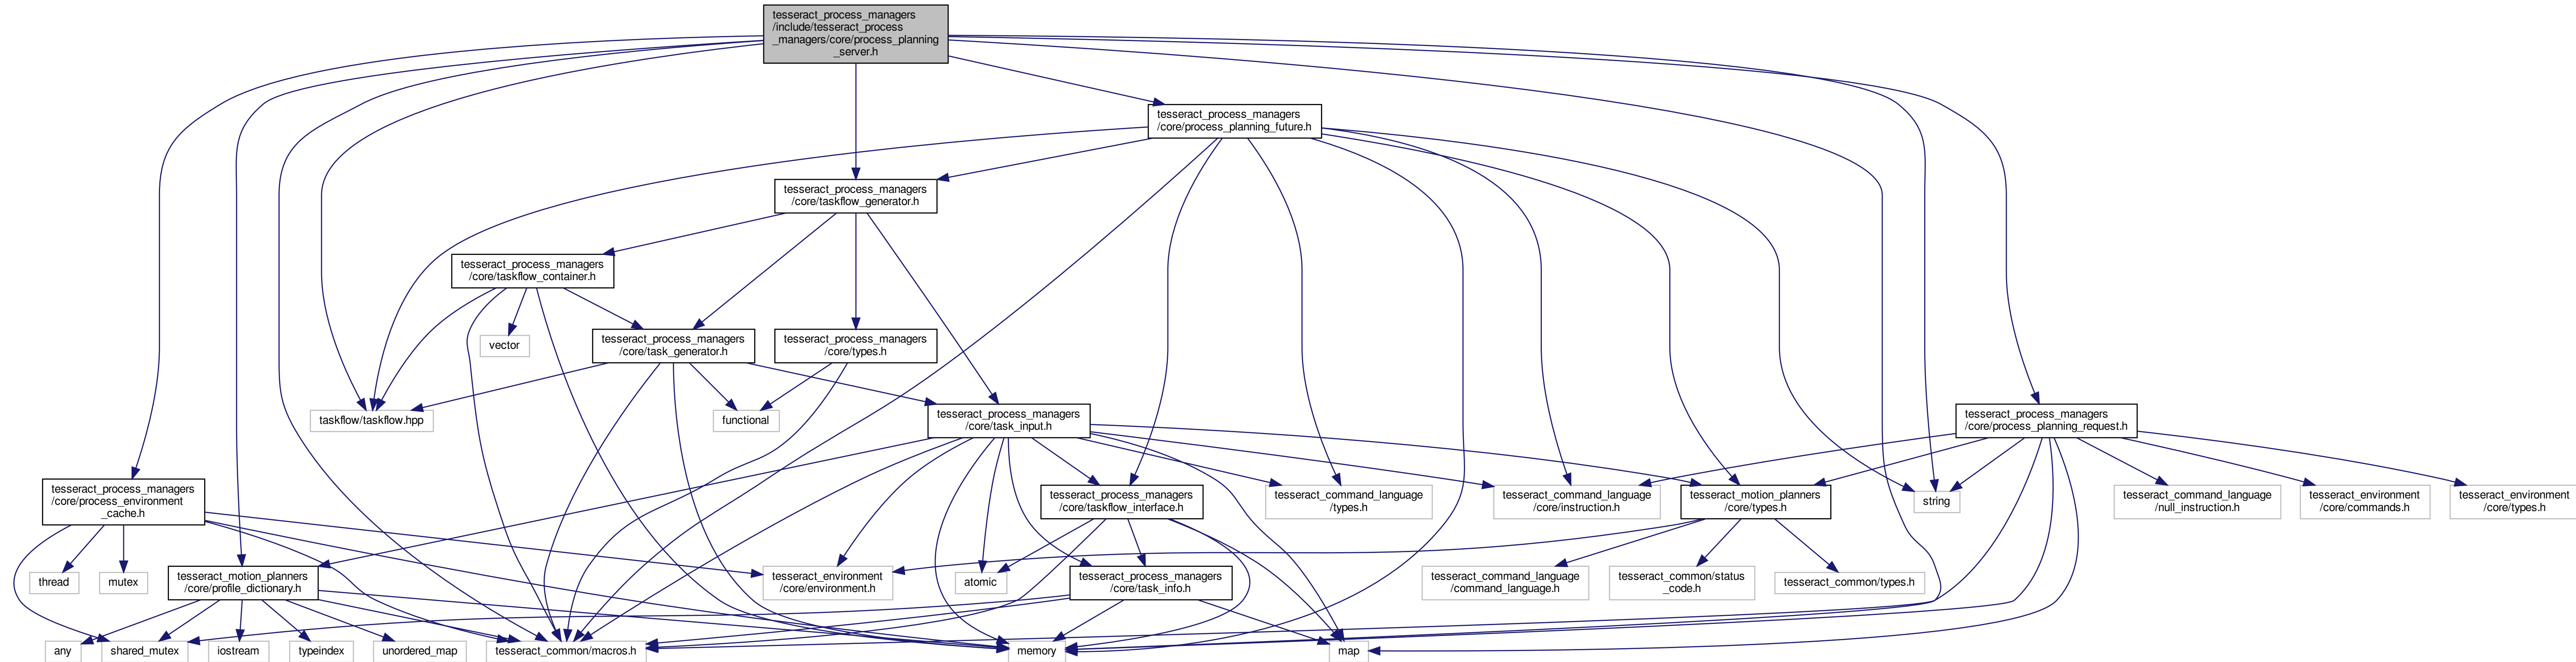 tesseract_process_managers
/include/tesseract_process
_managers/core/process_planning
_server.h
tesseract_process_managers
/core/process_planning_future.h
tesseract_process_managers
/core/taskflow_generator.h
tesseract_process_managers
/core/taskflow_container.h
vector
tesseract_process_managers
/core/task_generator.h
tesseract_process_managers
/core/types.h
taskflow/taskflow.hpp
functional
tesseract_process_managers
/core/task_input.h
tesseract_process_managers
/core/process_planning_request.h
tesseract_process_managers
/core/process_environment
_cache.h
tesseract_process_managers
/core/taskflow_interface.h
tesseract_command_language
/types.h
tesseract_command_language
/core/instruction.h
tesseract_motion_planners
/core/types.h
string
tesseract_command_language
/null_instruction.h
tesseract_environment
/core/commands.h
tesseract_environment
/core/types.h
thread
mutex
tesseract_motion_planners
/core/profile_dictionary.h
tesseract_environment
/core/environment.h
atomic
tesseract_process_managers
/core/task_info.h
tesseract_command_language
/command_language.h
tesseract_common/status
_code.h
tesseract_common/types.h
any
shared_mutex
iostream
typeindex
unordered_map
tesseract_common/macros.h
memory
map